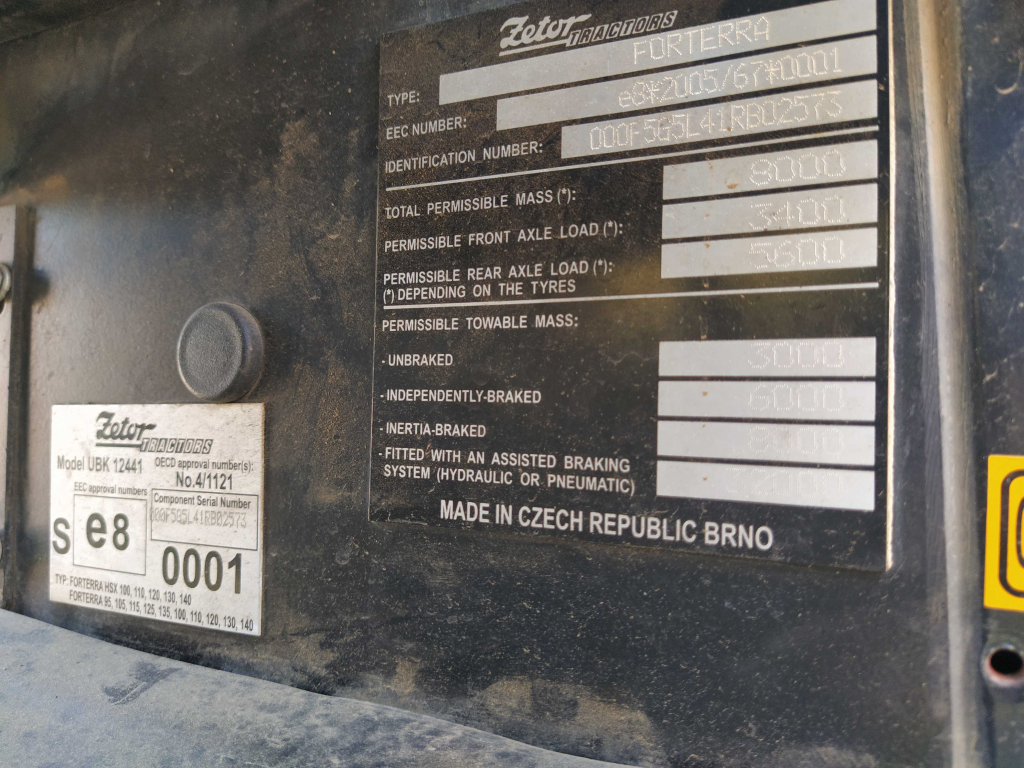 Zetor TRACTORS
TYPE: FORTERRA
EEC NUMBER: e8*2005/67*0001
IDENTIFICATION NUMBER: 000F5G5L41RB02573
TOTAL PERMISSIBLE MASS (*): 8000
PERMISSIBLE FRONT AXLE LOAD (*): 3400
PERMISSIBLE REAR AXLE LOAD (*): 5600
(*) DEPENDING ON THE TYRES
PERMISSIBLE TOWABLE MASS:
- UNBRAKED 3000
- INDEPENDENTLY-BRAKED 6000
- INERTIA-BRAKED
- FITTED WITH AN ASSISTED BRAKING
SYSTEM (HYDRAULIC OR PNEUMATIC)
MADE IN CZECH REPUBLIC BRNO
Zetor TRACTORS
Model UBK 12441 OECD approval number(s):
No.4/1121
EEC approval numbers Component Serial Number
000F5G5L41RB02573
S e8 0001
TYP: FORTERRA HSX 100, 110, 120, 130, 140
FORTERRA 95, 105, 115, 125, 135, 100, 110, 120, 130, 140